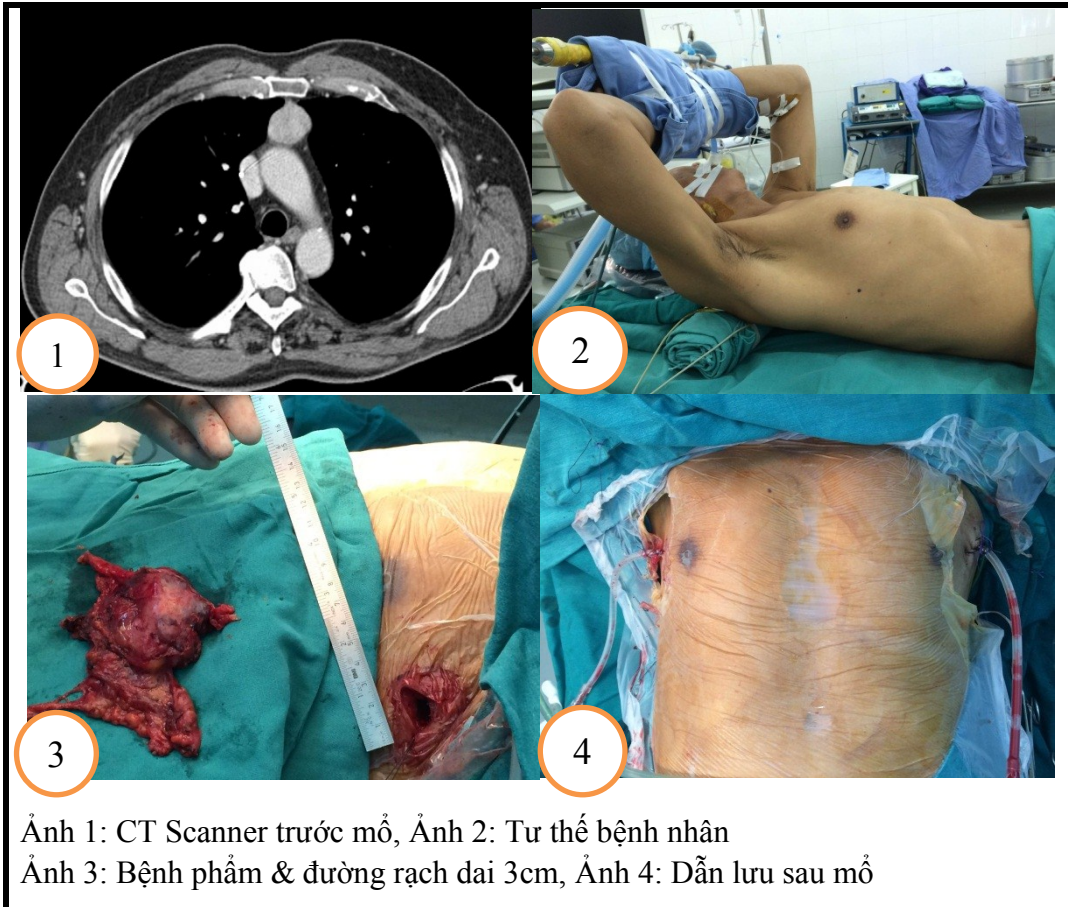 1
2
3
4
Ảnh 1: CT Scanner trước mổ, Ảnh 2: Tư thế bệnh nhân
Ảnh 3: Bệnh phẩm & đường rạch dai 3cm, Ảnh 4: Dẫn lưu sau mổ